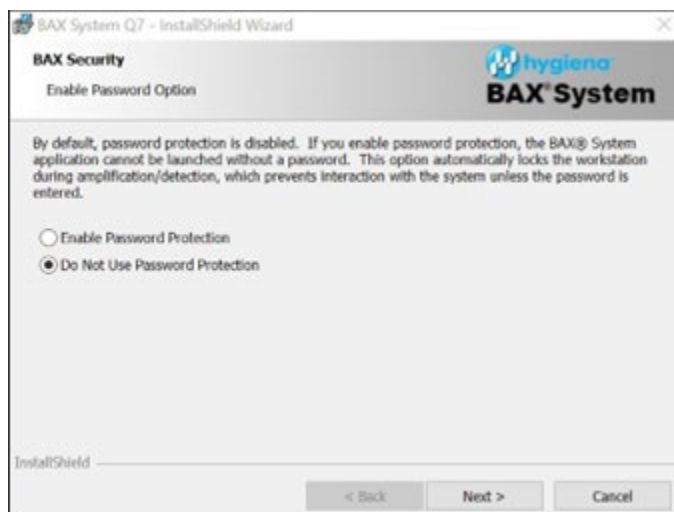 BAX System Q7 - InstallShield Wizard
BAX Security
Enable Password Option
hygiena
BAX® System
By default, password protection is disabled. If you enable password protection, the BAX® System
application cannot be launched without a password. This option automatically locks the workstation
during amplification/detection, which prevents interaction with the system unless the password is
entered.
Enable Password Protection
Do Not Use Password Protection
InstallShield
< Back
Next >
Cancel